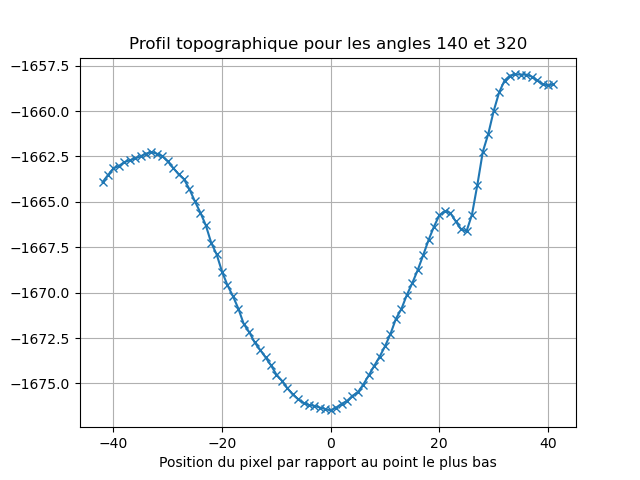 Profil topographique pour les angles 140 et 320
−1657.5
−1660.0
−1662.5
−1665.0
−1667.5
−1670.0
−1672.5
−1675.0
−40 −20 0 20 40
Position du pixel par rapport au point le plus bas